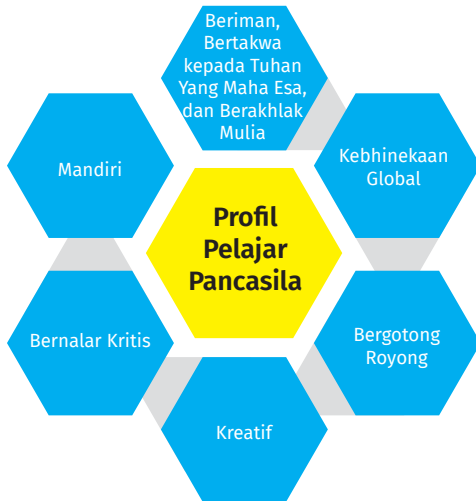 Beriman,
Bertakwa
kepada Tuhan
Yang Maha Esa,
dan Berakhlak
Mulia
Kebhinekaan
Global
Bergotong
Royong
Kreatif
Bernalar Kritis
Mandiri
Profil
Pelajar
Pancasila